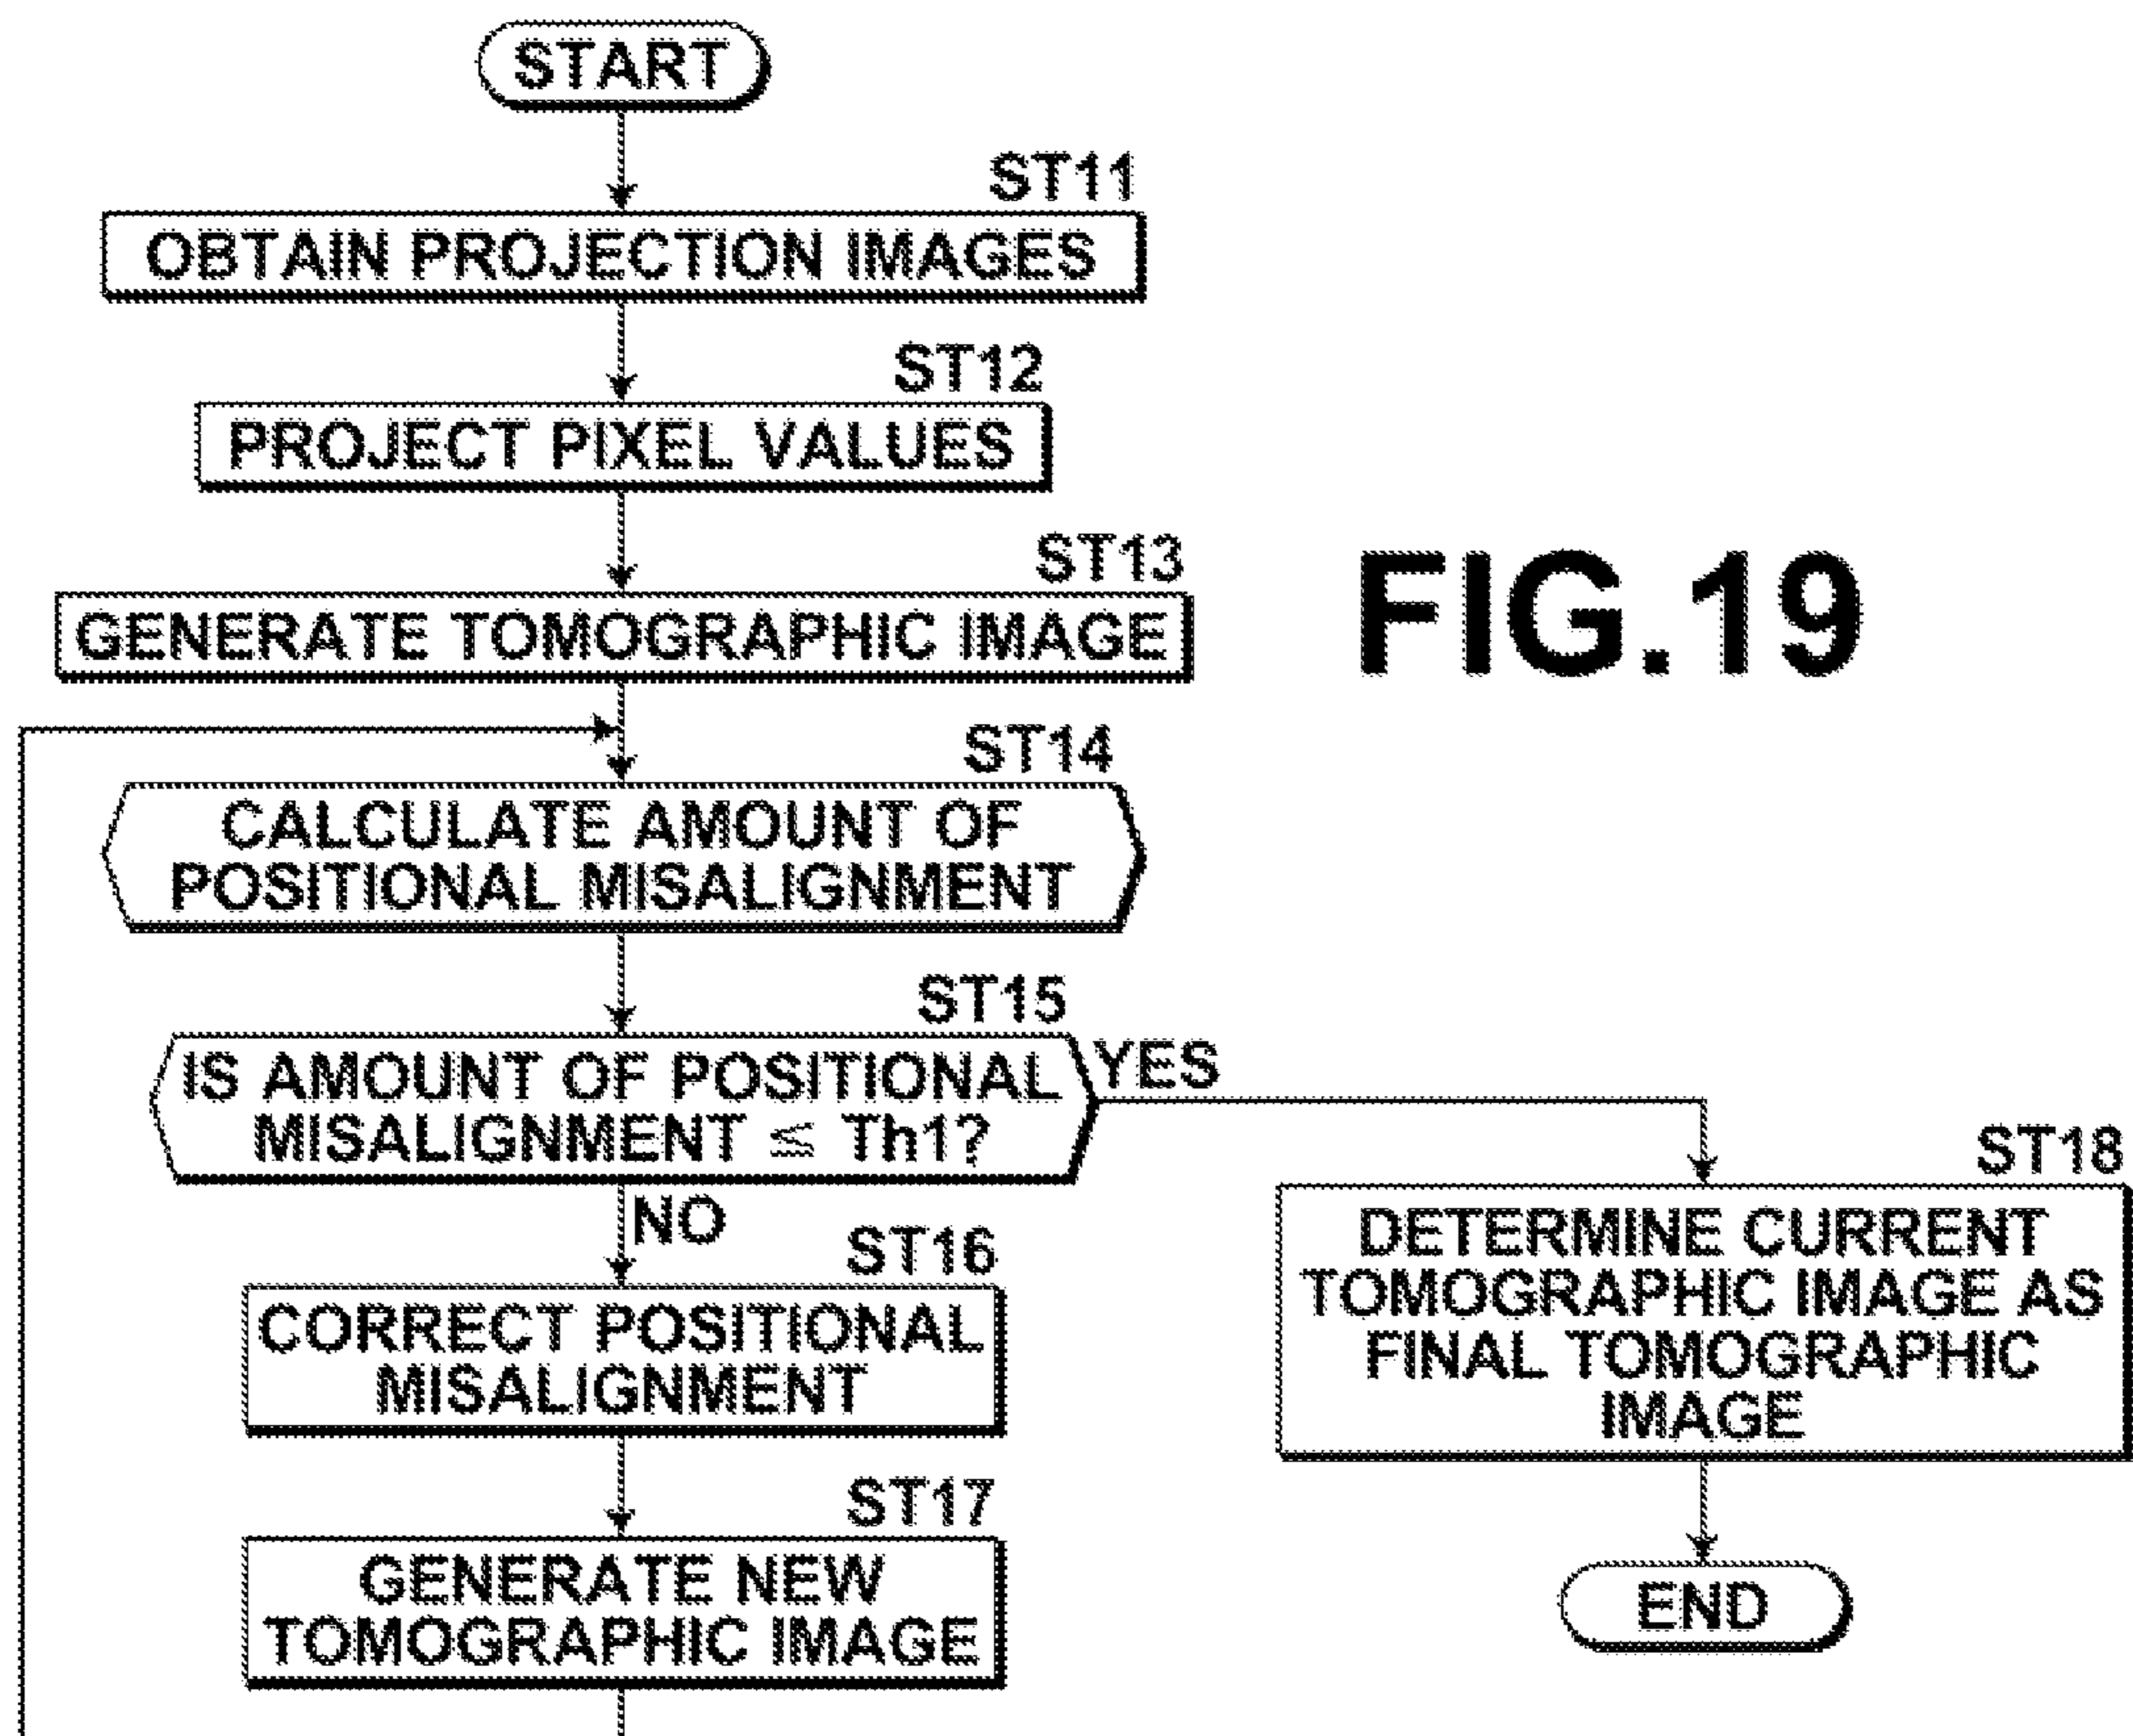 START
ST11
OBTAIN PROJECTION IMAGES
ST12
PROJECT PIXEL VALUES
ST13
GENERATE TOMOGRAPHIC IMAGE
FIG.19
ST14
CALCULATE AMOUNT OF
POSITIONAL MISALIGNMENT
ST15
IS AMOUNT OF POSITIONAL
MISALIGNMENT ≦ Th1?
YES
NO
ST16
CORRECT POSITIONAL
MISALIGNMENT
ST17
GENERATE NEW
TOMOGRAPHIC IMAGE
ST18
DETERMINE CURRENT
TOMOGRAPHIC IMAGE AS
FINAL TOMOGRAPHIC
IMAGE
END